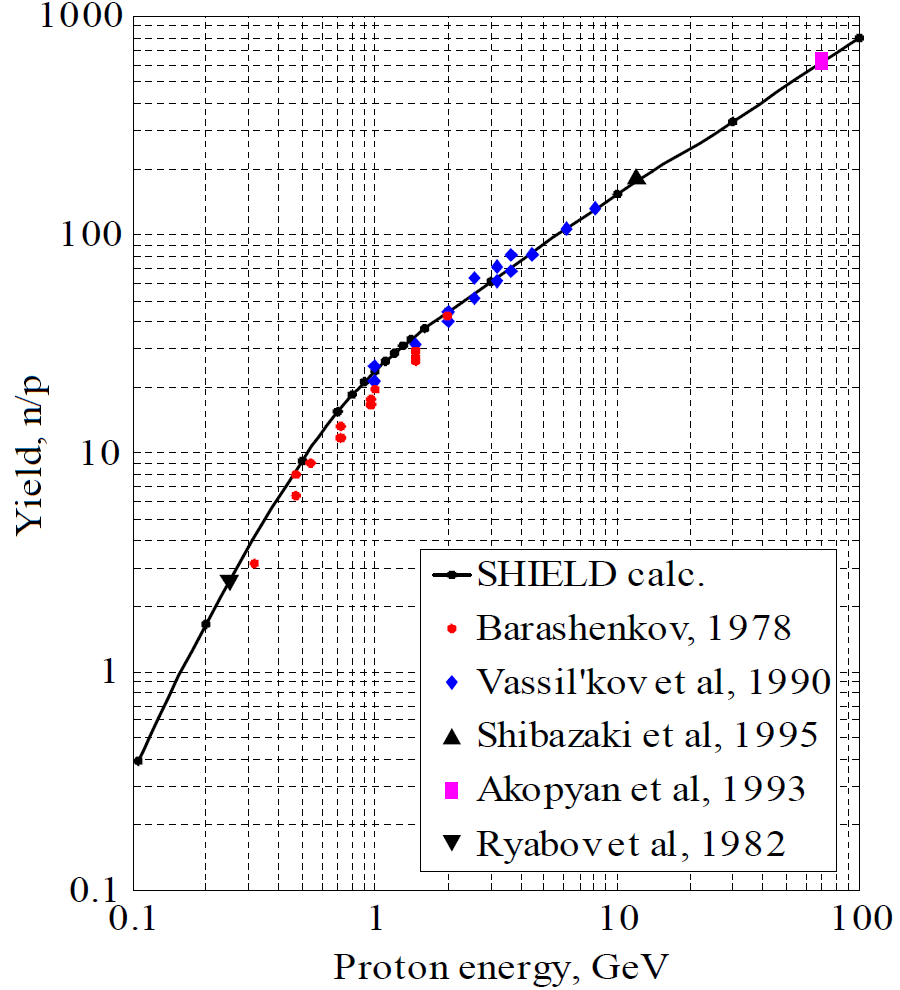 1000
100
10
1
0.1
Yield, n/p
SHIELD calc.
Barashenkov, 1978
Vassil'kov et al, 1990
Shibazaki et al, 1995
Akopyan et al, 1993
Ryabov et al, 1982
0.1 1 10 100
Proton energy, GeV